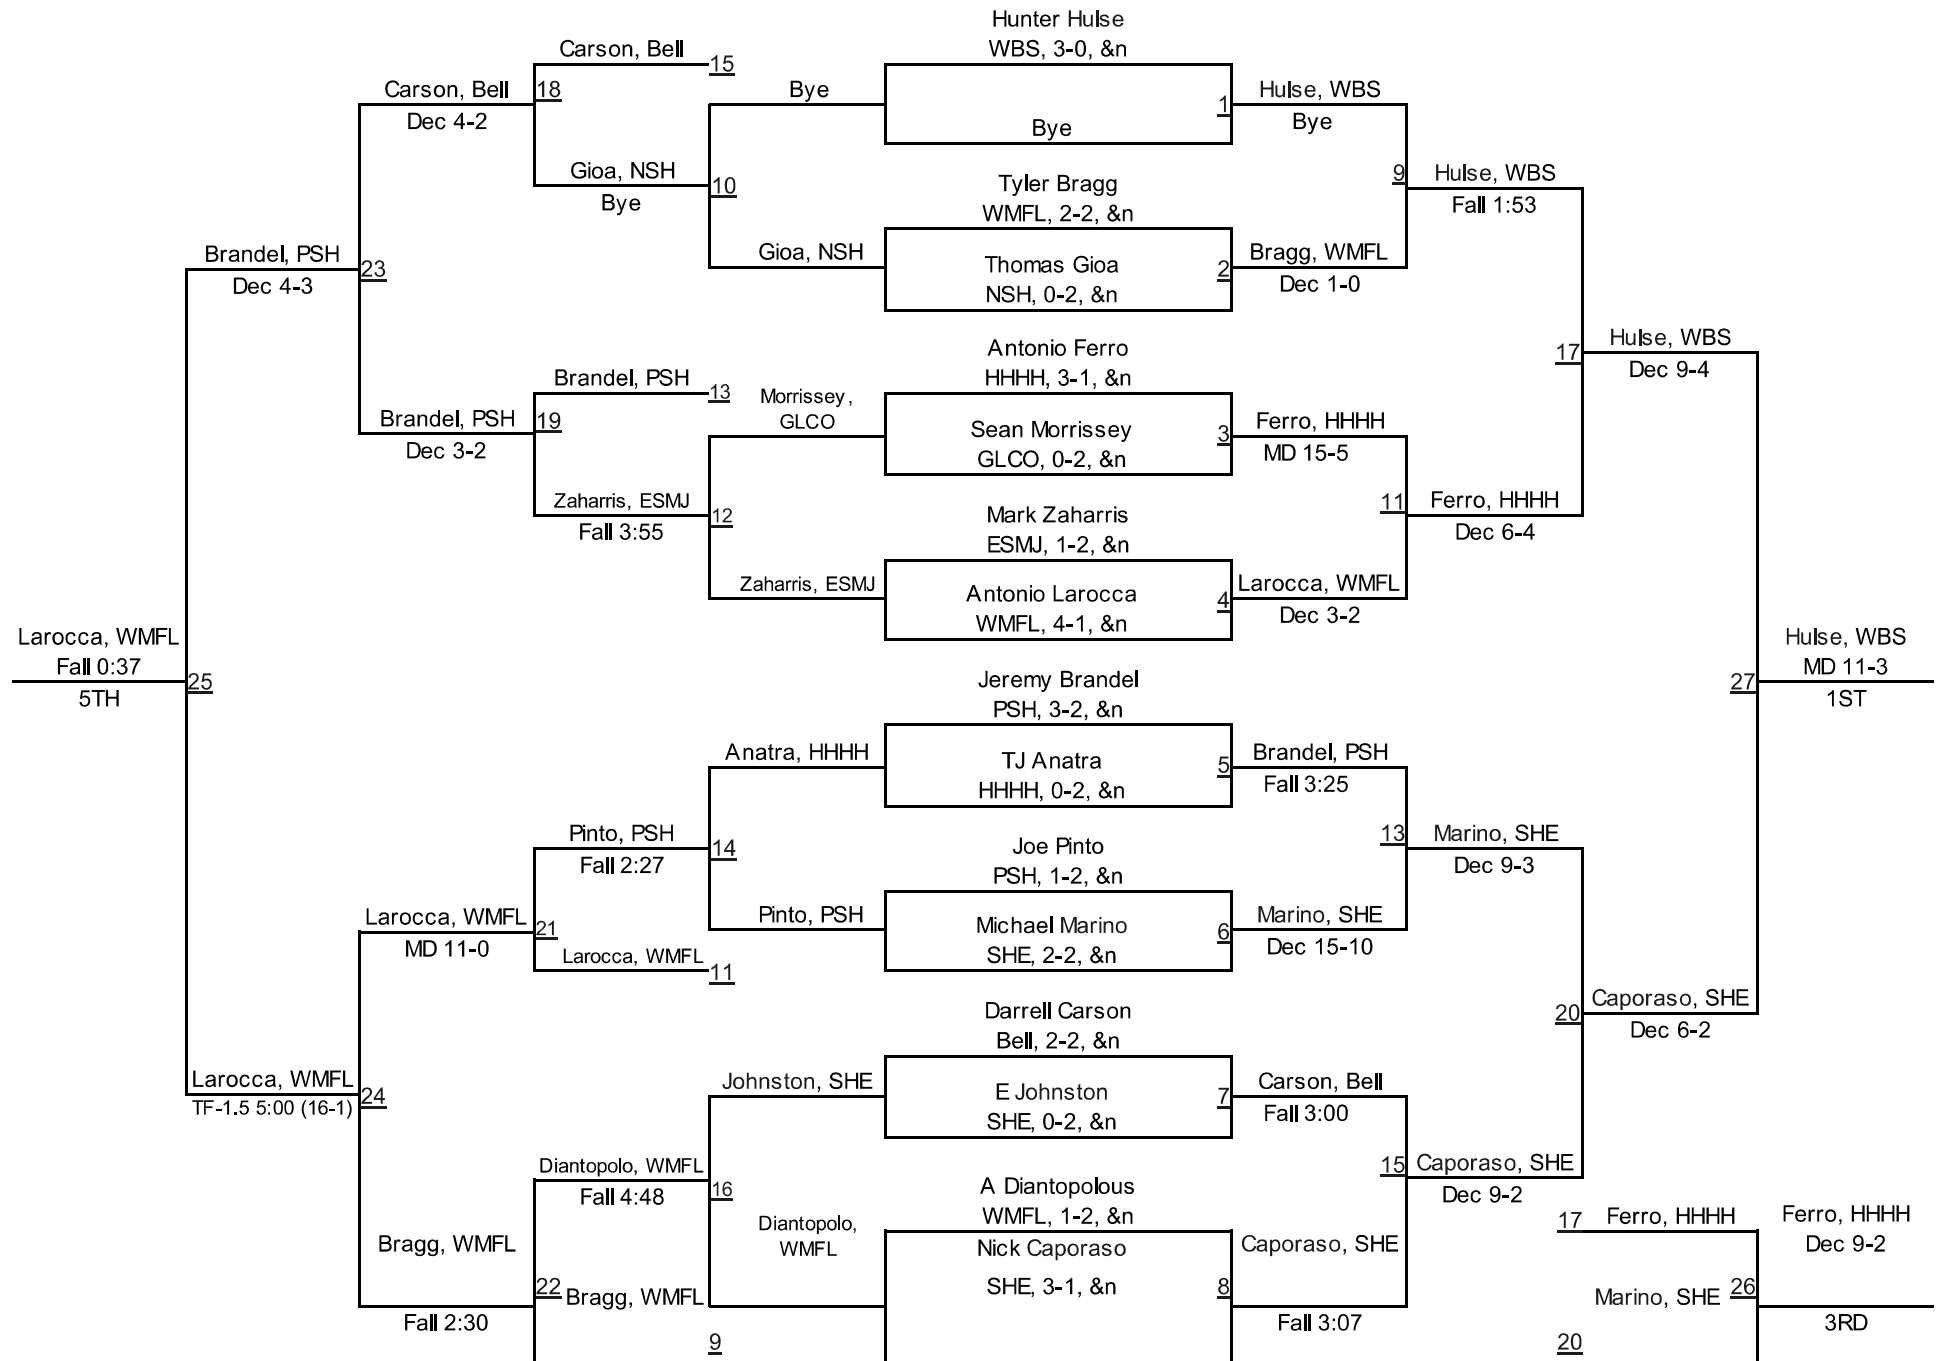 Hunter Hulse
Carson, Bell
WBS, 3-0, &n
15
Carson, Bell
18
Bye
Hulse, WBS
1
Dec 4-2
Bye
Bye
Gioa, NSH
10
Bye
Tyler Bragg
WMFL, 2-2, &n
9
Hulse, WBS
Fall 1:53
Brandel, PSH
23
Dec 4-3
Gioa, NSH
Thomas Gioa
NSH, 0-2, &n
2
Bragg, WMFL
Dec 1-0
Antonio Ferro
HHHH, 3-1, &n
17
Hulse, WBS
Dec 9-4
Brandel, PSH
13
Morrissey,
GLCO
Brandel, PSH
19
Dec 3-2
Sean Morrissey
GLCO, 0-2, &n
3
Ferro, HHHH
MD 15-5
Zaharris, ESMJ
12
Fall 3:55
Mark Zaharris
ESMJ, 1-2, &n
11
Ferro, HHHH
Dec 6-4
Zaharris, ESMJ
Antonio Larocca
WMFL, 4-1, &n
4
Larocca, WMFL
Dec 3-2
Larocca, WMFL
Fall 0:37
5TH
25
Jeremy Brandel
PSH, 3-2, &n
27
Hulse, WBS
MD 11-3
1ST
Anatra, HHHH
TJ Anatra
HHHH, 0-2, &n
5
Brandel, PSH
Fall 3:25
Pinto, PSH
14
Fall 2:27
Joe Pinto
PSH, 1-2, &n
13
Marino, SHE
Dec 9-3
Larocca, WMFL
21
MD 11-0
Pinto, PSH
Michael Marino
SHE, 2-2, &n
6
Marino, SHE
Dec 15-10
Larocca, WMFL
11
Darrell Carson
Bell, 2-2, &n
20
Caporaso, SHE
Dec 6-2
Larocca, WMFL
24
TF-1.5 5:00 (16-1)
Johnston, SHE
E Johnston
SHE, 0-2, &n
7
Carson, Bell
Fall 3:00
Diantopolo, WMFL
16
Fall 4:48
A Diantopolous
WMFL, 1-2, &n
15
Caporaso, SHE
Dec 9-2
Bragg, WMFL
Diantopolo,
WMFL
Nick Caporaso
SHE, 3-1, &n
8
Caporaso, SHE
Fall 3:07
17
Ferro, HHHH
Ferro, HHHH
Dec 9-2
22
Bragg, WMFL
Fall 2:30
9
Marino, SHE
26
3RD
20